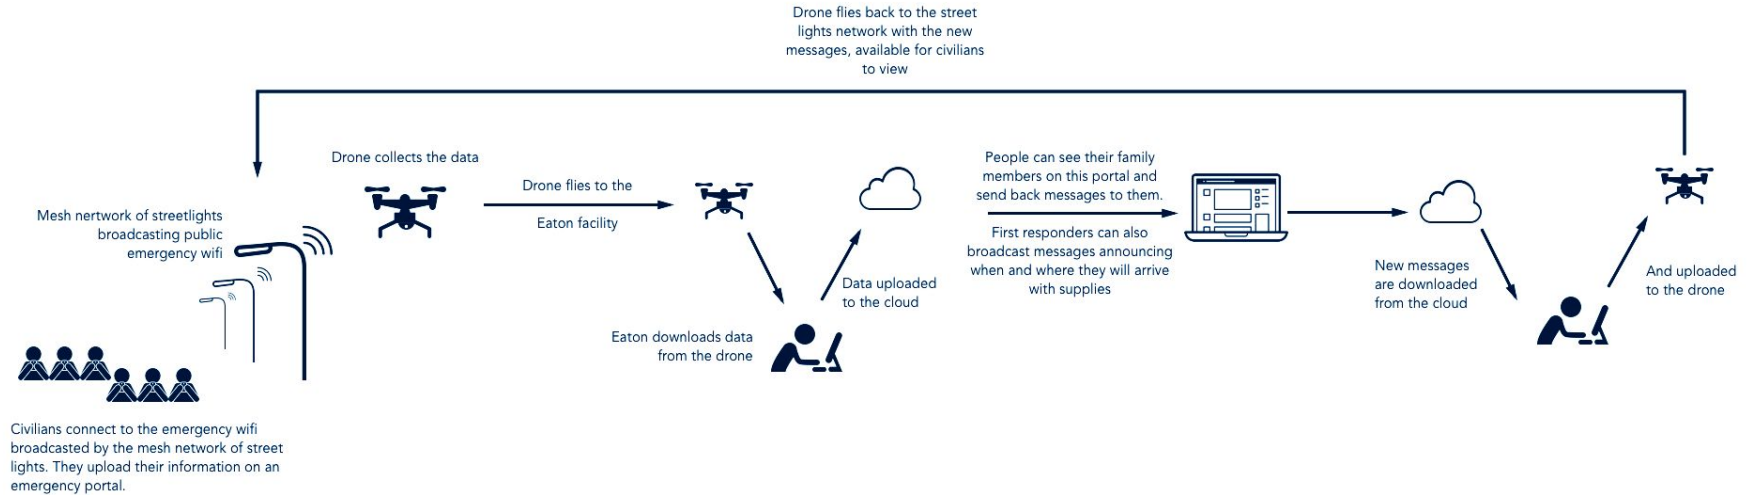 Drone flies back to the street
lights network with the new
messages, available for civilians
to view
Mesh nertwork of streetlights
broadcasting public
emergency wifi
Civilians connect to the emergency wifi
broadcasted by the mesh network of street
lights. They upload their information on an
emergency portal.
Drone collects the data
Drone flies to the
Eaton facility
Eaton downloads data
from the drone
Data uploaded
to the cloud
People can see their family
members on this portal and
send back messages to them.
First responders can also
broadcast messages announcing
when and where they will arrive
with supplies
New messages
are downloaded
from the cloud
And uploaded
to the drone